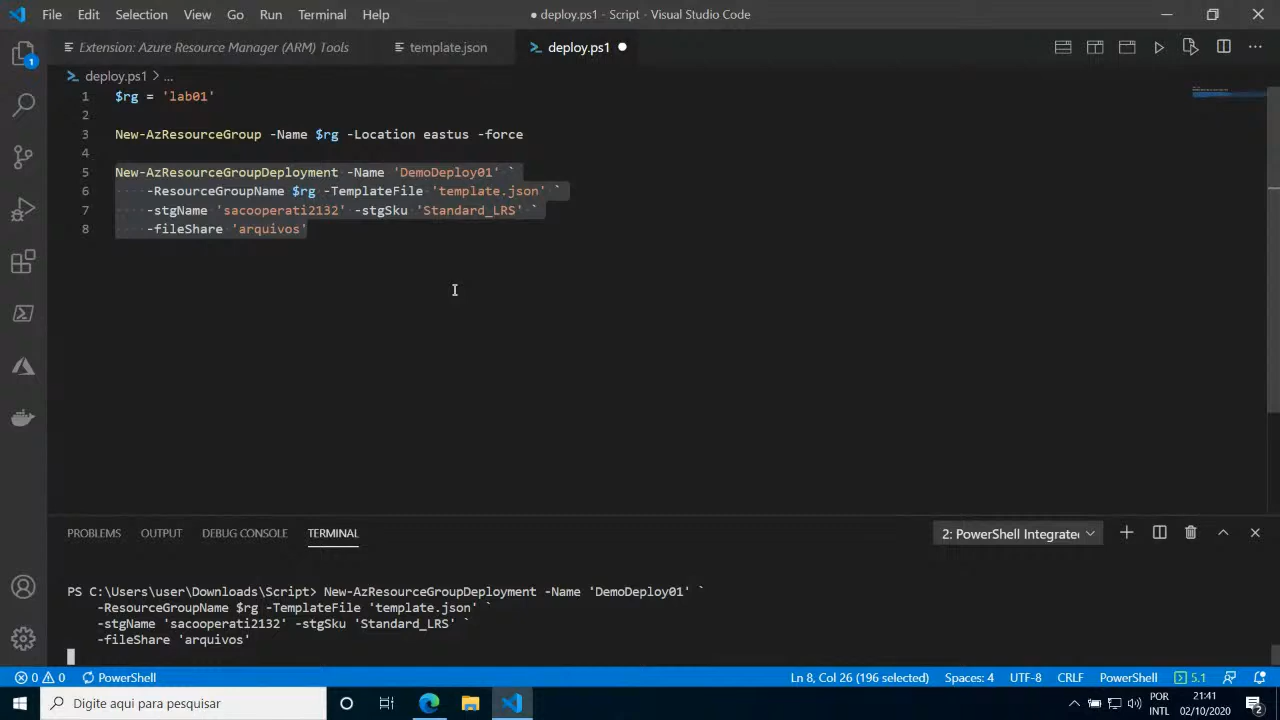 File Edit Selection View Go Run Terminal Help
● deploy.ps1 - Script - Visual Studio Code
Extension: Azure Resource Manager (ARM) Tools
template.json
deploy.ps1
deploy.ps1 > ...
1 $rg = 'lab01'
2
3 New-AzResourceGroup -Name $rg -Location eastus -force
4
5 New-AzResourceGroupDeployment -Name 'DemoDeploy01' `
6 -ResourceGroupName $rg -TemplateFile 'template.json' `
7 -stgName 'sacooperati2132' -stgSku 'Standard_LRS' `
8 -fileShare 'arquivos'
1
PROBLEMS OUTPUT DEBUG CONSOLE TERMINAL
2: PowerShell Integrate
PS C:\Users\user\Downloads\Script> New-AzResourceGroupDeployment -Name 'DemoDeploy01' `
-ResourceGroupName $rg -TemplateFile 'template.json' `
-stgName 'sacooperati2132' -stgSku 'Standard_LRS' `
-fileShare 'arquivos'
0 0 PowerShell
Ln 8, Col 26 (196 selected) Spaces: 4 UTF-8 CRLF PowerShell 5.1
Digite aqui para pesquisar
POR
INTL
21:41
02/10/2020
2